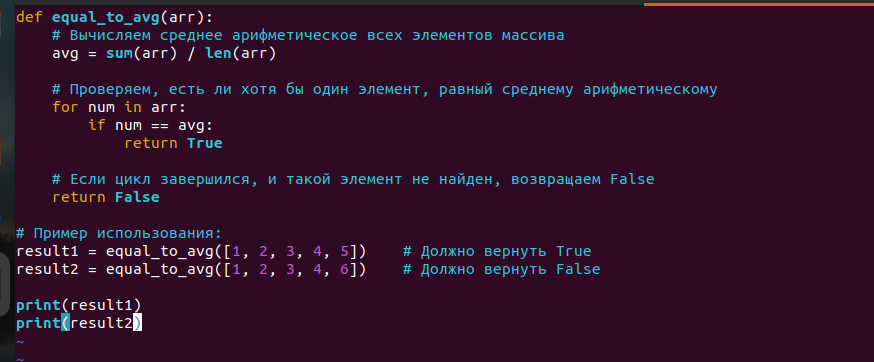 def equal_to_avg(arr):
    # Вычисляем среднее арифметическое всех элементов массива
    avg = sum(arr) / len(arr)

    # Проверяем, есть ли хотя бы один элемент, равный среднему арифметическому
    for num in arr:
        if num == avg:
            return True

    # Если цикл завершился, и такой элемент не найден, возвращаем False
    return False

# Пример использования:
result1 = equal_to_avg([1, 2, 3, 4, 5])    # Должно вернуть True
result2 = equal_to_avg([1, 2, 3, 4, 6])    # Должно вернуть False

print(result1)
print(result2)
~
~